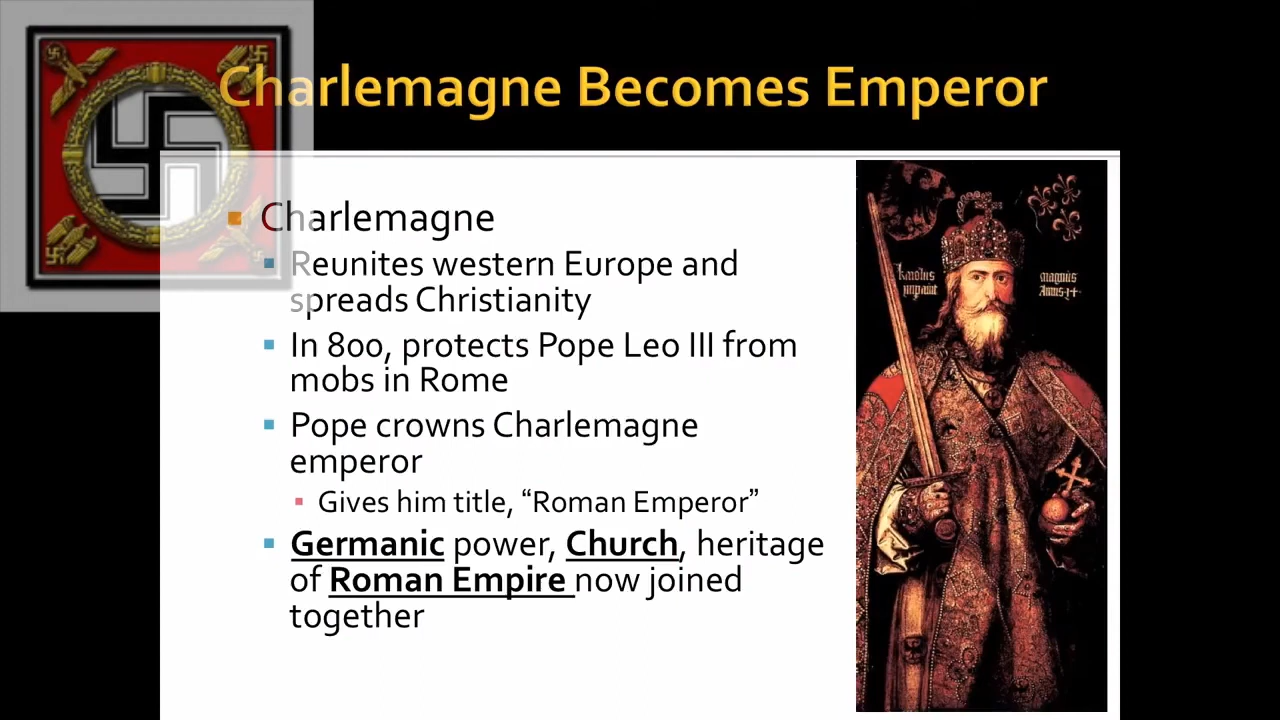 Charlemagne Becomes Emperor
Charlemagne
Reunites western Europe and
spreads Christianity
In 800, protects Pope Leo III from
mobs in Rome
Pope crowns Charlemagne
emperor
Gives him title, “Roman Emperor”
Germanic power, Church, heritage
of Roman Empire now joined
together